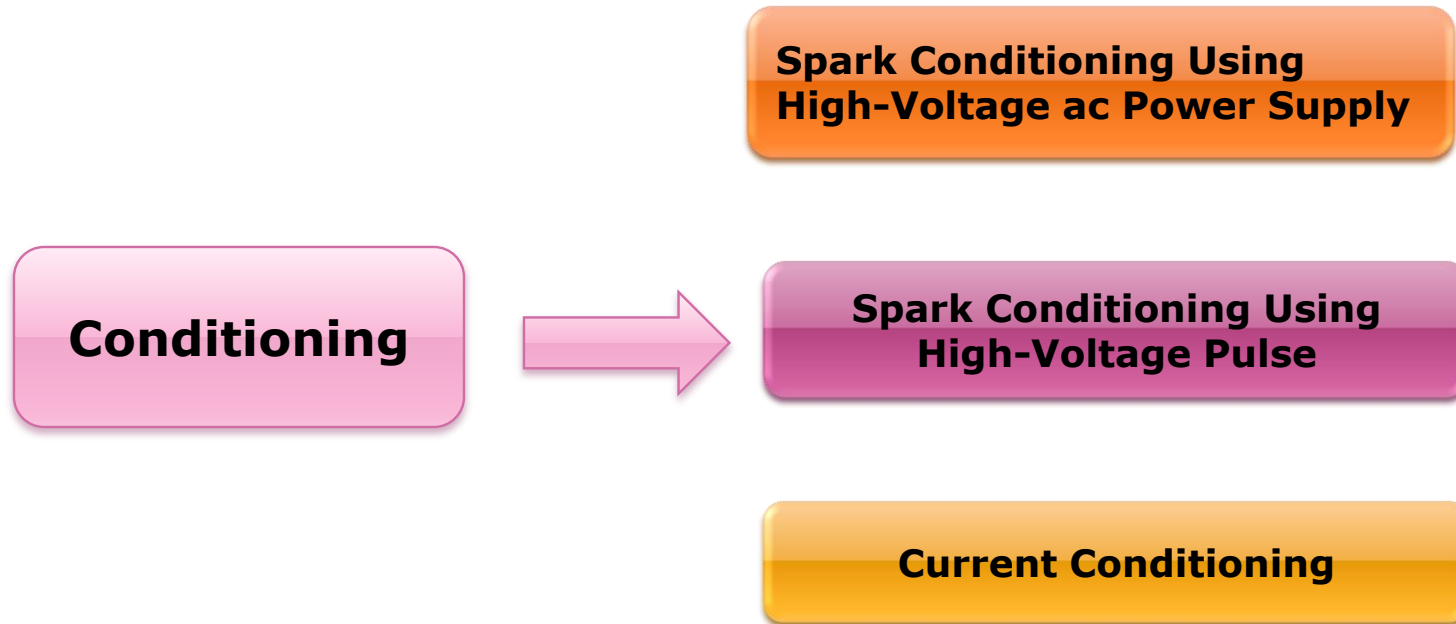 Spark Conditioning Using
High-Voltage ac Power Supply
Conditioning
Spark Conditioning Using
High-Voltage Pulse
Current Conditioning